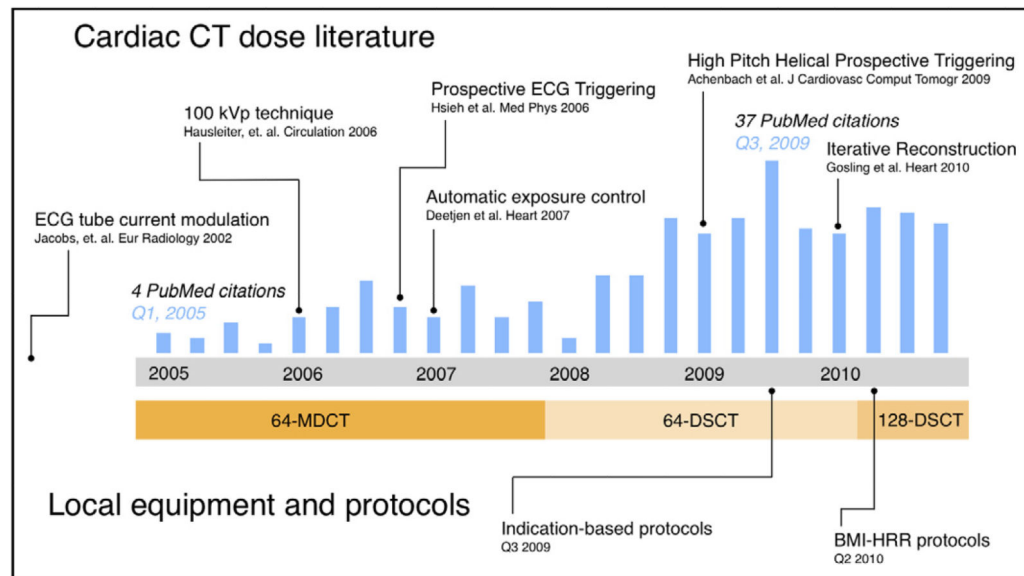 Cardiac CT dose literature
High Pitch Helical Prospective Triggering
Achenbach et al. J Cardiovasc Comput Tomogr 2009
Prospective ECG Triggering
Hsieh et al. Med Phys 2006
100 kVp technique
Hausleiter, et. al. Circulation 2006
37 PubMed citations
Q3, 2009
Iterative Reconstruction
Gosling et al. Heart 2010
Automatic exposure control
Deetjen et al. Heart 2007
ECG tube current modulation
Jacobs, et. al. Eur Radiology 2002
4 PubMed citations
Q1, 2005
2005 2006 2007 2008 2009 2010
64-MDCT 64-DSCT 128-DSCT
Local equipment and protocols
Indication-based protocols
Q3 2009
BMI-HRR protocols
Q2 2010